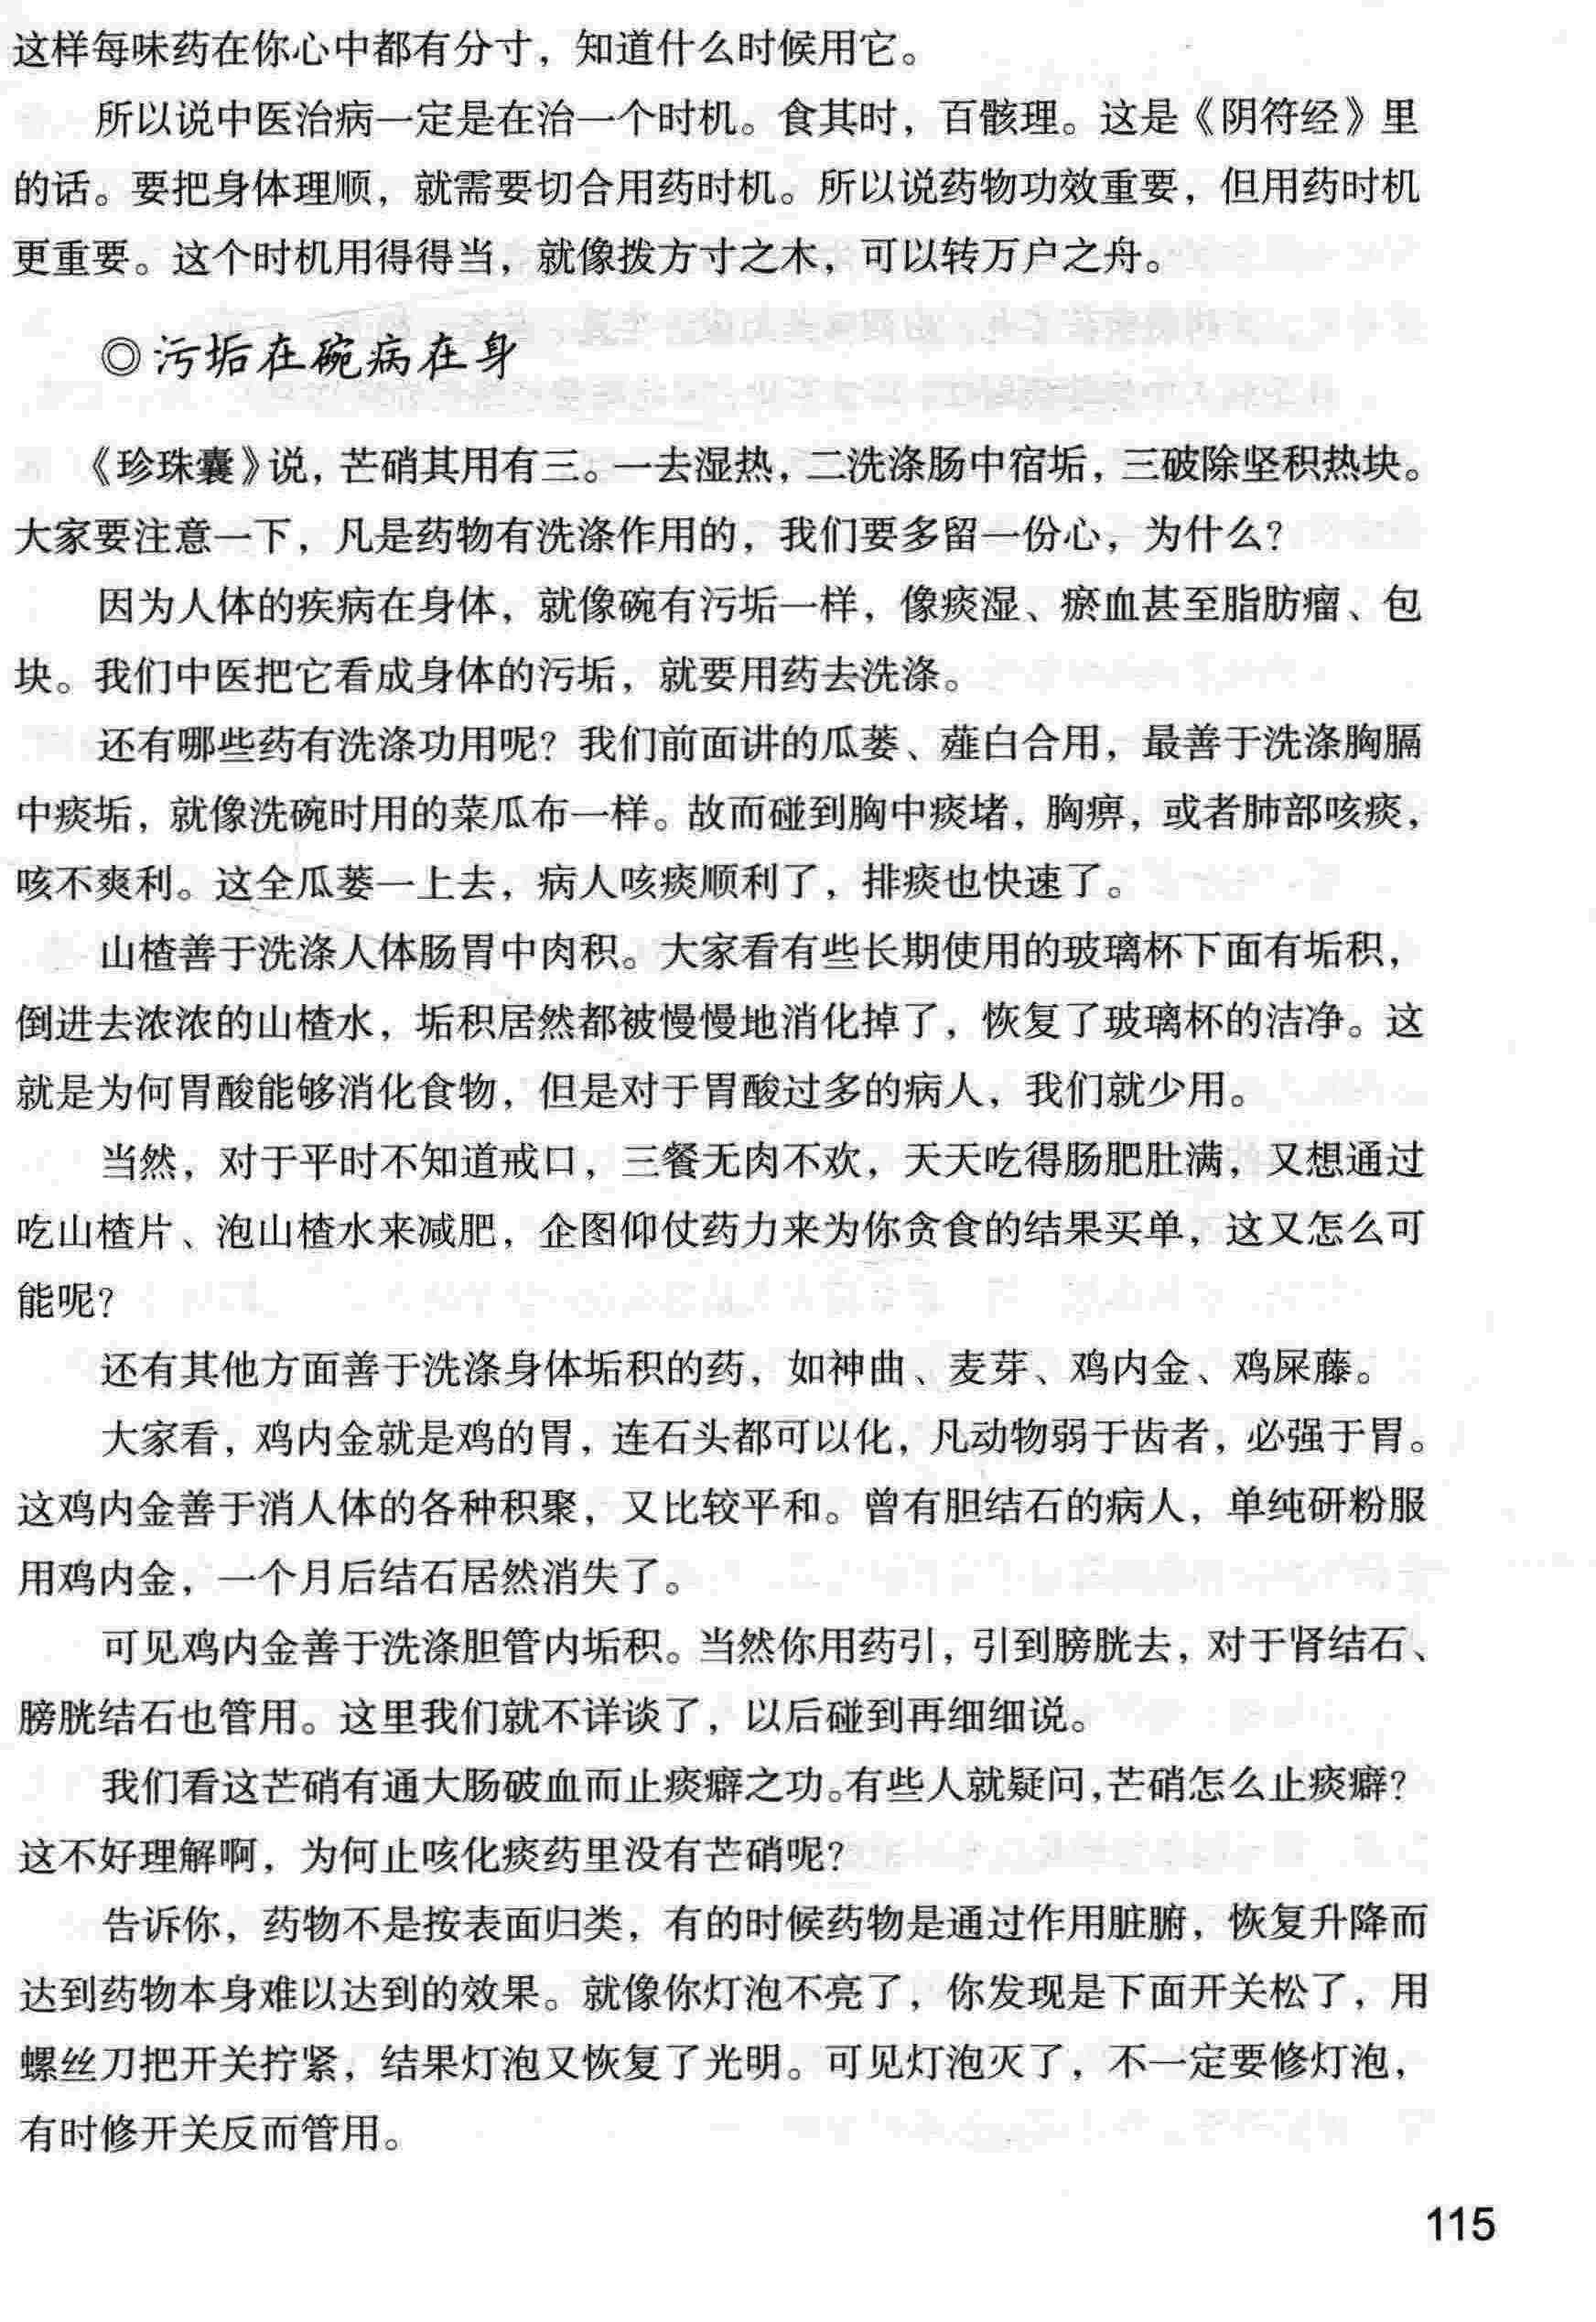 这样每味药在你心中都有分寸，知道什么时候用它。
所以说中医治病一定是在治一个时机。食其时，百骸理。这是《阴符经》里
的话。要把身体理顺，就需要切合用药时机。所以说药物功效重要，但用药时机
更重要。这个时机用得得当，就像拨方寸之木，可以转万户之舟。
◎污垢在碗病在身
《珍珠囊》说，芒硝其用有三。一去湿热，二洗涤肠中宿垢，三破除坚积热块。
大家要注意一下，凡是药物有洗涤作用的，我们要多留一份心，为什么？
因为人体的疾病在身体，就像碗有污垢一样，像痰湿、瘀血甚至脂肪瘤、包
块。我们中医把它看成身体的污垢，就要用药去洗涤。
还有哪些药有洗涤功用呢？我们前面讲的瓜蒌、薤白合用，最善于洗涤胸膈
中痰垢，就像洗碗时用的菜瓜布一样。故而碰到胸中痰堵，胸痹，或者肺部咳痰，
咳不爽利。这全瓜蒌一上去，病人咳痰顺利了，排痰也快速了。
山楂善于洗涤人体肠胃中肉积。大家看有些长期使用的玻璃杯下面有垢积，
倒进去浓浓的山楂水，垢积居然都被慢慢地消化掉了，恢复了玻璃杯的洁净。这
就是为何胃酸能够消化食物，但是对于胃酸过多的病人，我们就少用。
当然，对于平时不知道戒口，三餐无肉不欢，天天吃得肠肥肚满，又想通过
吃山楂片、泡山楂水来减肥，企图仰仗药力来为你贪食的结果买单，这又怎么可
能呢？
还有其他方面善于洗涤身体垢积的药，如神曲、麦芽、鸡内金、鸡屎藤。
大家看，鸡内金就是鸡的胃，连石头都可以化，凡动物弱于齿者，必强于胃。
这鸡内金善于消人体的各种积聚，又比较平和。曾有胆结石的病人，单纯研粉服
用鸡内金，一个月后结石居然消失了。
可见鸡内金善于洗涤胆管内垢积。当然你用药引，引到膀胱去，对于肾结石、
膀胱结石也管用。这里我们就不详谈了，以后碰到再细细说。
我们看这芒硝有通大肠破血而止痰癖之功。有些人就疑问，芒硝怎么止痰癖？
这不好理解啊，为何止咳化痰药里没有芒硝呢？
告诉你，药物不是按表面归类，有的时候药物是通过作用脏腑，恢复升降而
达到药物本身难以达到的效果。就像你灯泡不亮了，你发现是下面开关松了，用
螺丝刀把开关拧紧，结果灯泡又恢复了光明。可见灯泡灭了，不一定要修灯泡，
有时修开关反而管用。
115